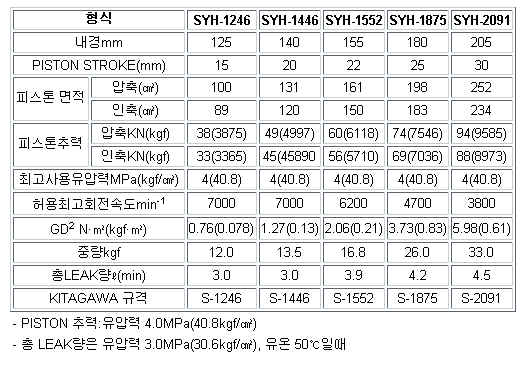 형식 SYH-1246 SYH-1446 SYH-1552 SYH-1875 SYH-2091
내경mm 125 140 155 180 205
PISTON STROKE(mm) 15 20 22 25 30
피스톤 면적 압축(㎠) 100 131 161 198 252
인축(㎠) 89 120 150 183 234
피스톤추력 압축KN(kgf) 38(3875) 49(4997) 60(6118) 74(7546) 94(9585)
인축KN(kgf) 33(3365) 45(45890 56(5710) 69(7036) 88(8973)
최고사용유압력MPa(kgf/㎠) 4(40.8) 4(40.8) 4(40.8) 4(40.8) 4(40.8)
허용최고회전속도min-1 7000 7000 6200 4700 3800
GD2 N·㎡(kgf·㎡) 0.76(0.078) 1.27(0.13) 2.06(0.21) 3.73(0.83) 5.98(0.61)
중량kgf 12.0 13.5 16.8 26.0 33.0
총LEAK량ℓ(min) 3.0 3.0 3.9 4.2 4.5
KITAGAWA 규격 S-1246 S-1446 S-1552 S-1875 S-2091
- PISTON 추력:유압력 4.0MPa(40.8kgf/㎠)
- 총 LEAK량은 유압력 3.0MPa(30.6kgf/㎠), 유온 50℃일때